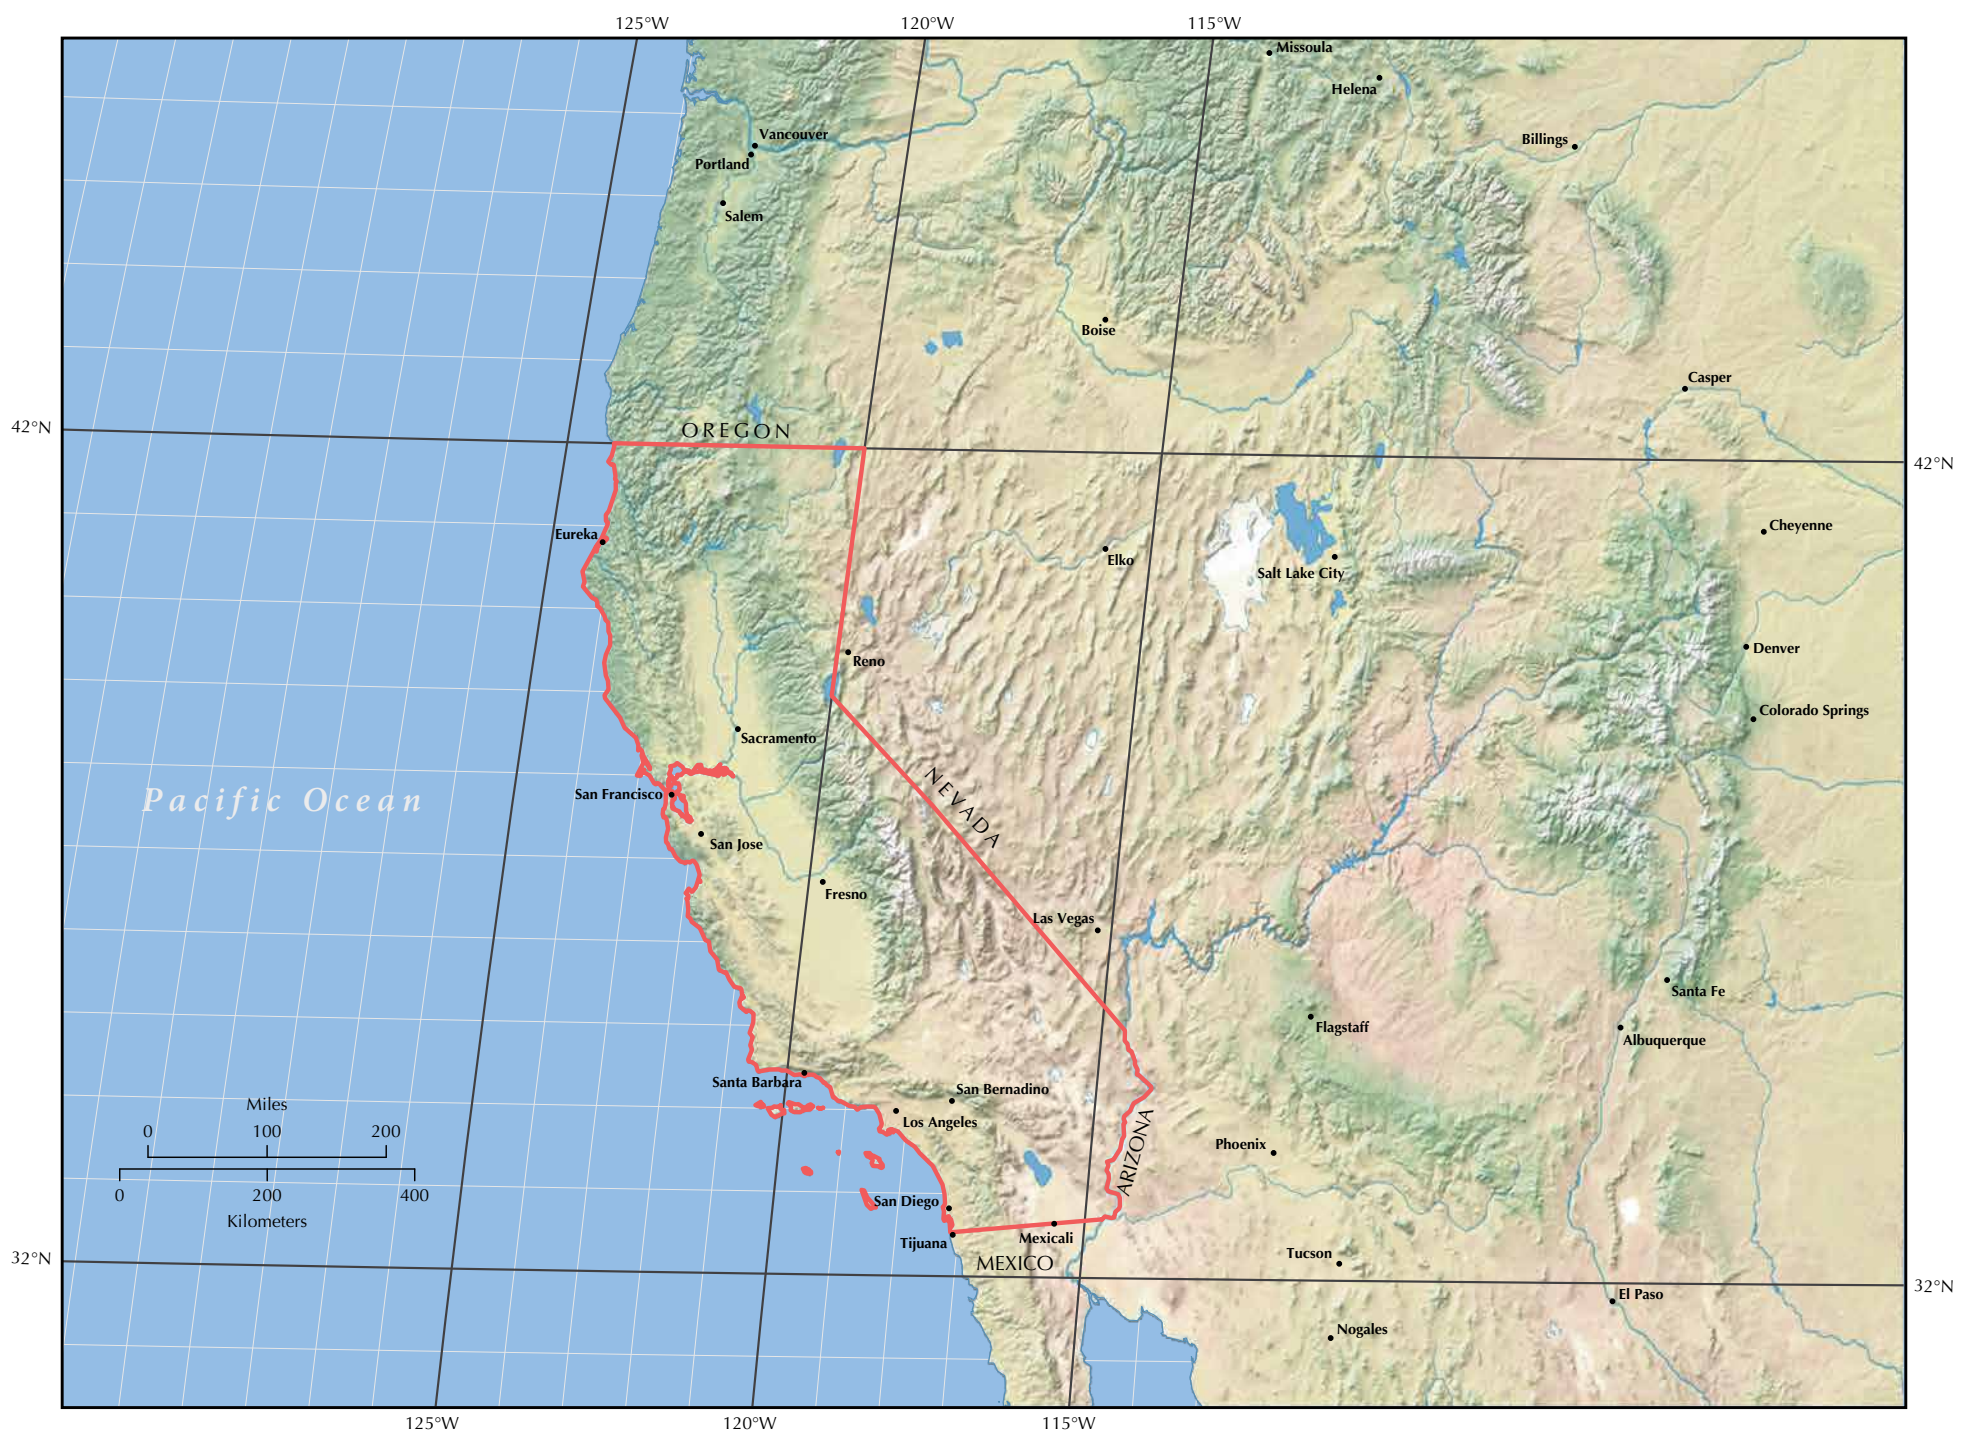 125°W 120°W 115°W
Missoula
Helena
Vancouver
Billings
Portland
Salem
Boise
Casper
42°N
OREGON
42°N
Cheyenne
Eureka
Elko
Salt Lake City
Denver
Reno
Colorado Springs
Sacramento
NEVADA
Pacific Ocean
San Francisco
San Jose
Fresno
Las Vegas
Santa Fe
Flagstaff
Albuquerque
Santa Barbara
San Bernadino
Miles
Los Angeles
0 100 200
Phoenix
ARIZONA
0 200 400
San Diego
Kilometers
Mexicali
Tijuana
Tucson
32°N
MEXICO
32°N
El Paso
Nogales
125°W 120°W 115°W